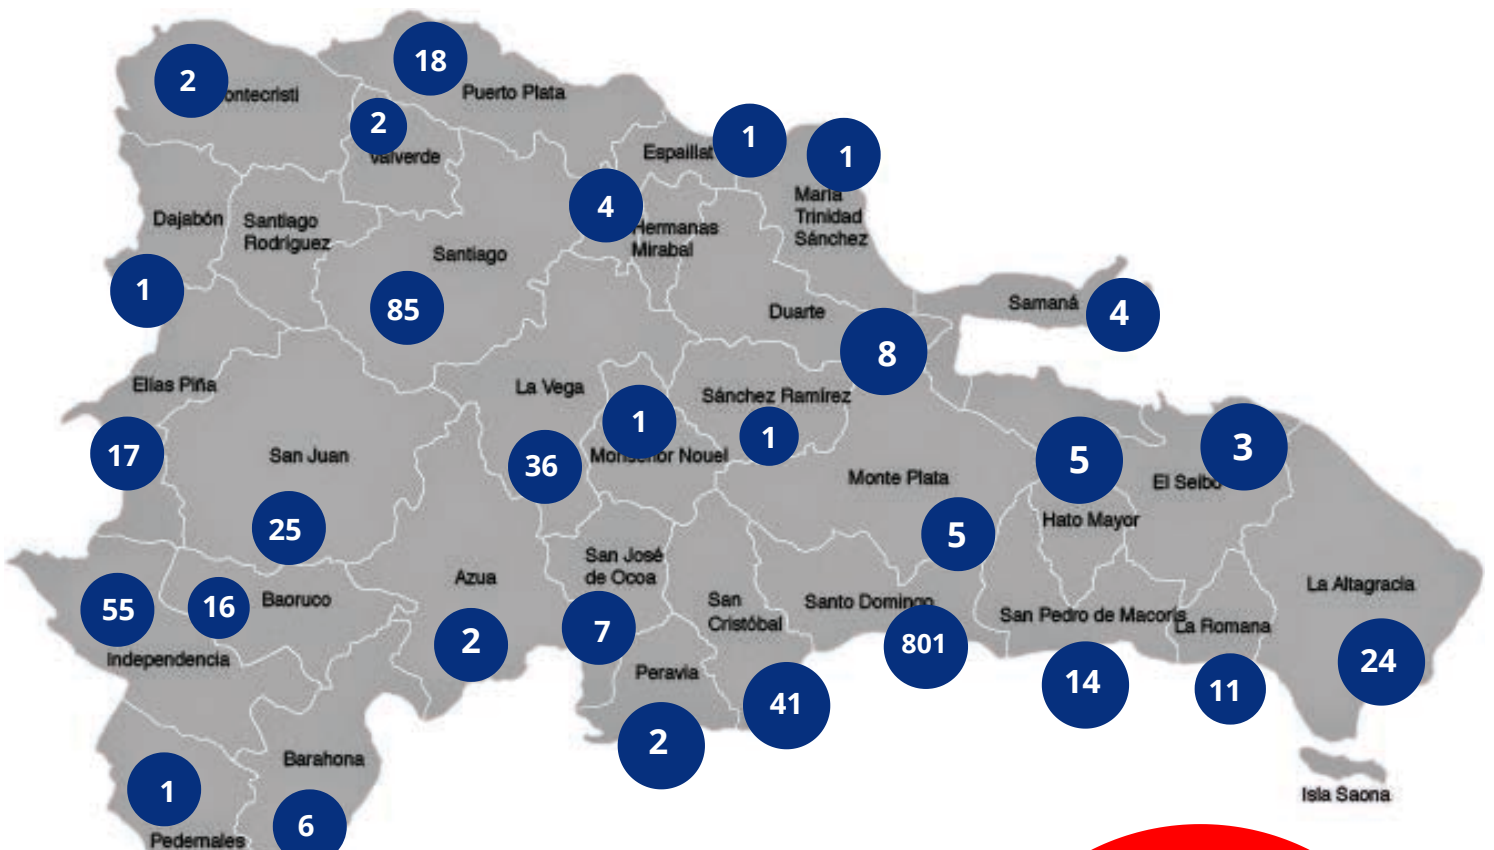 18
2
ontecristi
Puerto Plata
2
Valverde
1
Espaillat
1
María
Trinidad
Sánchez
4
Hermanas
Mirabal
Dajabón
Santiago
Rodríguez
Santiago
1
85
Duarte
Samaná
4
8
Elías Piña
La Vega
Sánchez Ramírez
1
1
17
San Juan
36
Monseñor Nouel
Monte Plata
5
3
El Seibo
Hato Mayor
25
5
San José
de Ocoa
Azua
55
16
Baoruco
San
Cristóbal
Santo Domingo
San Pedro de Macorís
La Romana
La Altagracia
Independencia
2
7
801
Peravia
14
11
24
41
2
Barahona
1
6
Pedernales
Isla Saona